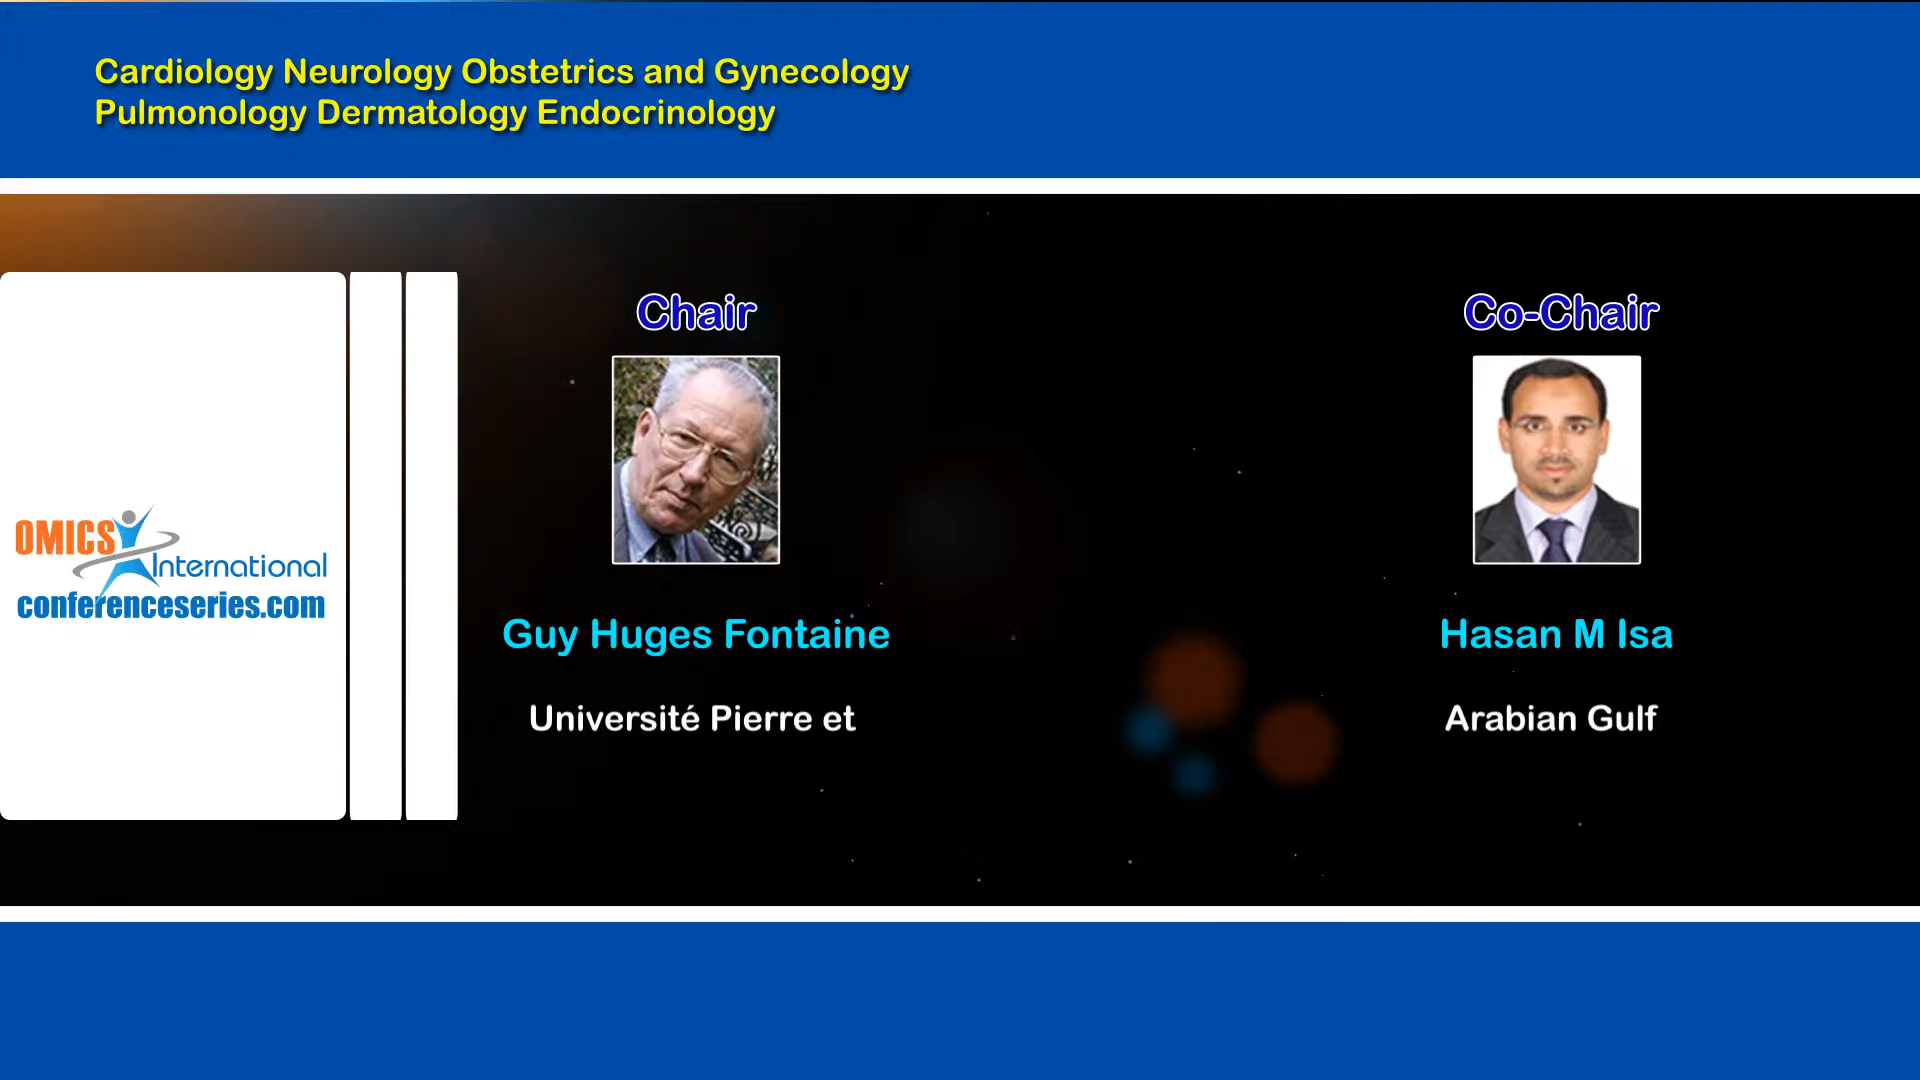 Cardiology Neurology Obstetrics and Gynecology
Pulmonology Dermatology Endocrinology
OMICS
International
conferenceseries.com
Chair
Guy Huges Fontaine
Université Pierre et
Co-Chair
Hasan M Isa
Arabian Gulf